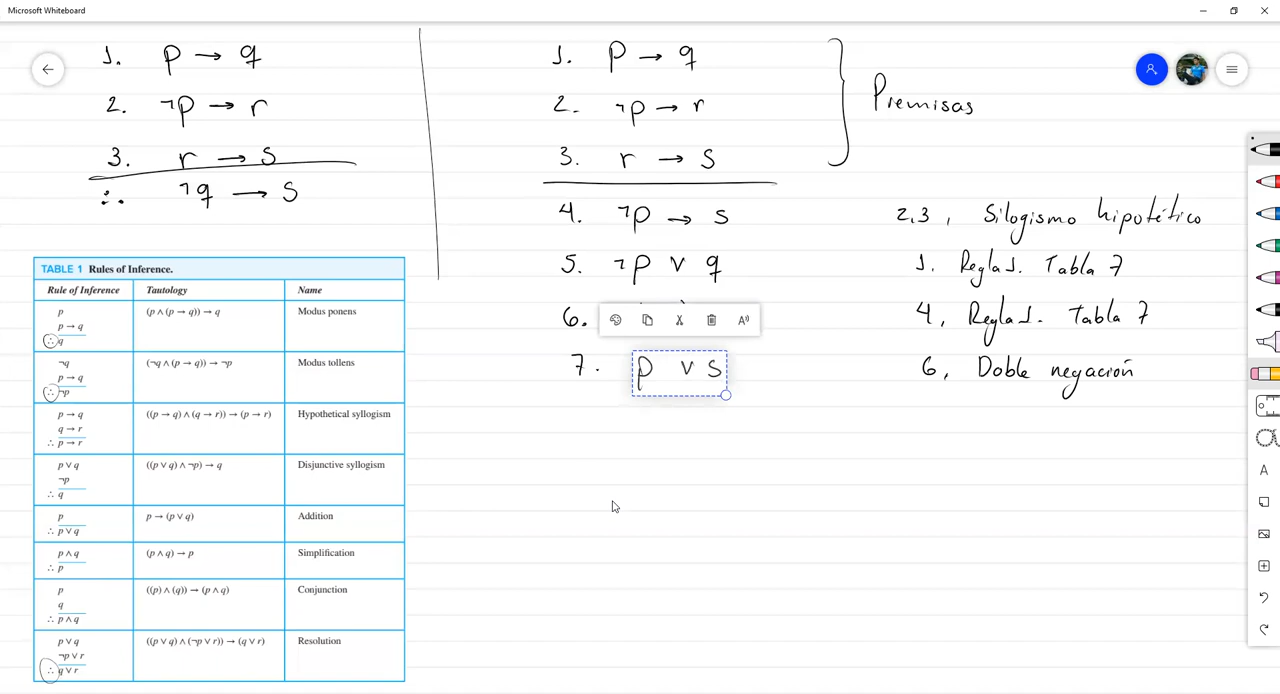 Microsoft Whiteboard
1. p → q
2. ¬p → r
3. r → s
∴ ¬q → s
1. p → q
2. ¬p → r
3. r → s
Premisas
4. ¬p → s 2,3, Silogismo hipotético
5. ¬p ∨ q 1. Regla 1. Tabla 7
6. 4, Regla 1. Tabla 7
7. p ∨ s 6, Doble negación
TABLE 1 Rules of Inference.
Rule of Inference Tautology Name
p
p → q
∴ q
(p ∧ (p → q)) → q
Modus ponens
¬q
p → q
∴ ¬p
(¬q ∧ (p → q)) → ¬p
Modus tollens
p → q
q → r
∴ p → r
((p → q) ∧ (q → r)) → (p → r)
Hypothetical syllogism
p ∨ q
¬p
∴ q
((p ∨ q) ∧ ¬p) → q
Disjunctive syllogism
p
∴ p ∨ q
p → (p ∨ q)
Addition
p ∧ q
∴ p
(p ∧ q) → p
Simplification
p
q
∴ p ∧ q
((p) ∧ (q)) → (p ∧ q)
Conjunction
p ∨ q
¬p ∨ r
∴ q ∨ r
((p ∨ q) ∧ (¬p ∨ r)) → (q ∨ r)
Resolution